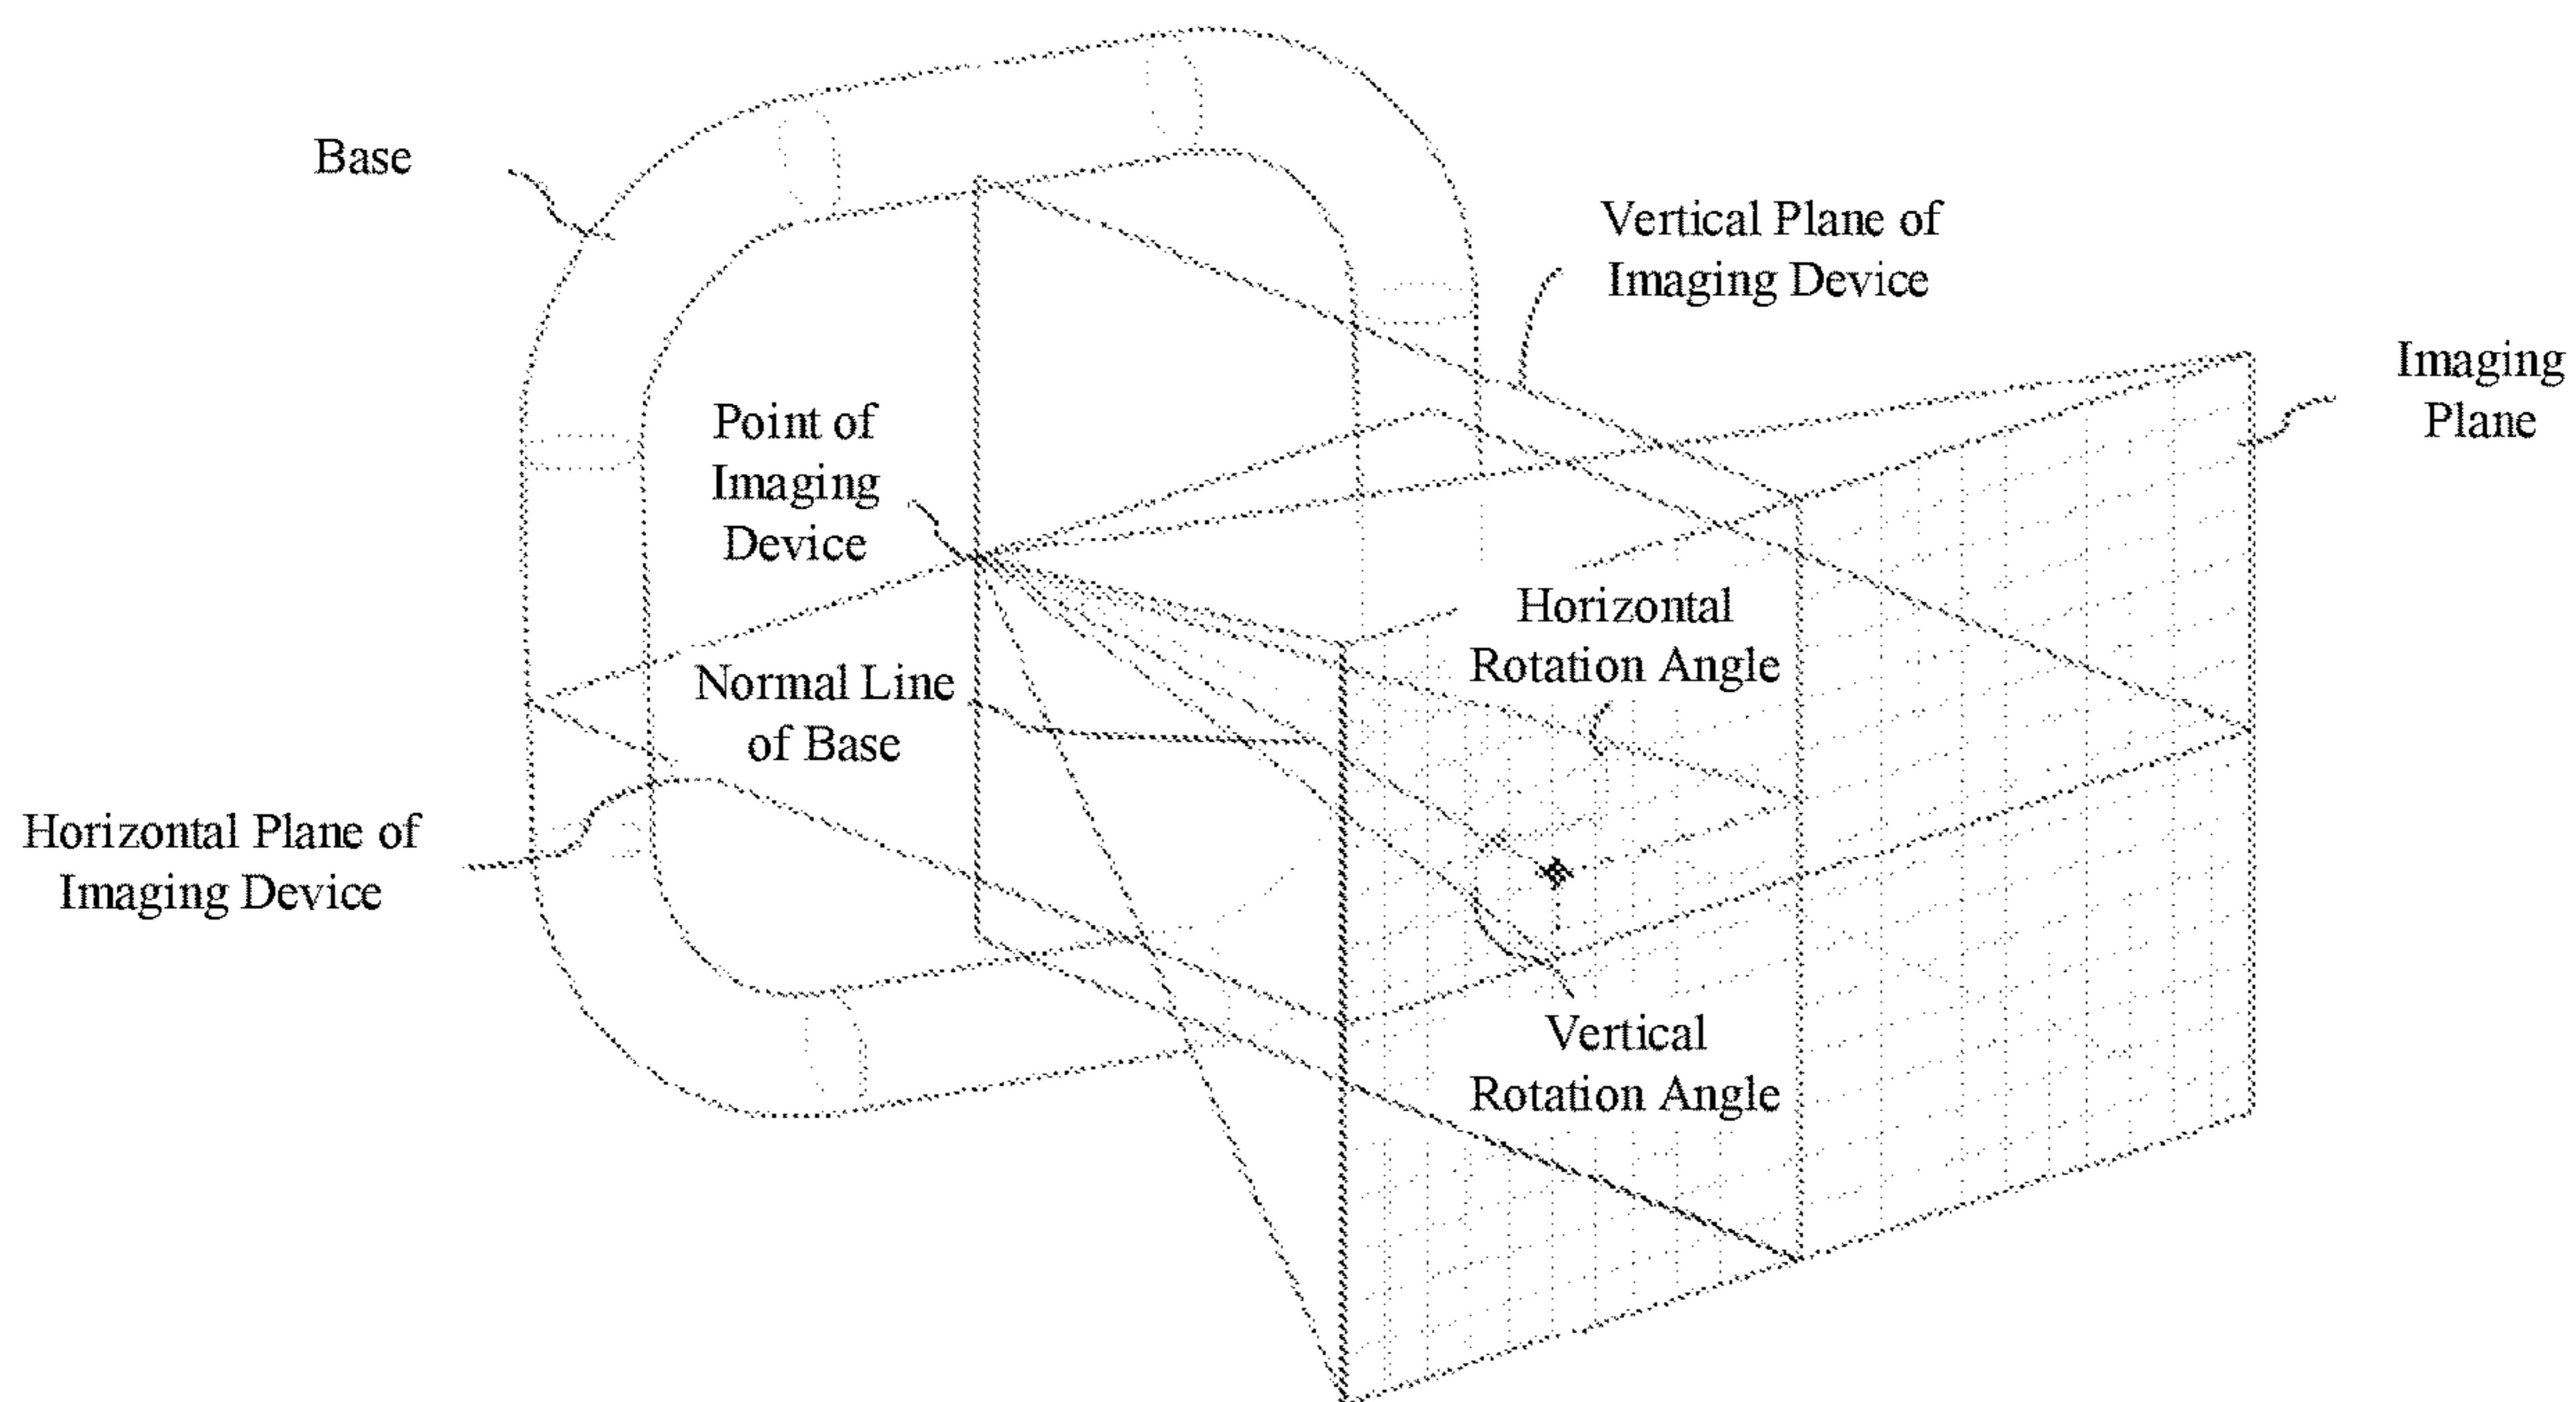 Base
Vertical Plane of
Imaging Device
Imaging
Plane
Point of
Imaging
Device
Horizontal
Rotation Angle
Normal Line
of Base
Horizontal Plane of
Imaging Device
Vertical
Rotation Angle